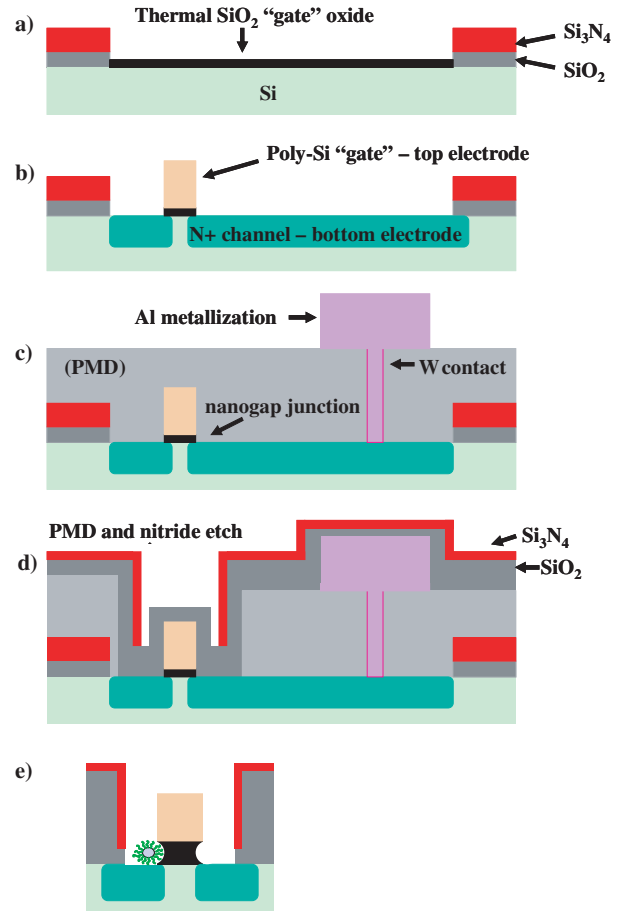 a)
Thermal SiO2 “gate” oxide
Si3N4
SiO2
Si
b)
Poly-Si “gate” – top electrode
N+ channel – bottom electrode
c)
Al metallization
(PMD)
W contact
nanogap junction
PMD and nitride etch
Si3N4
d)
SiO2
e)